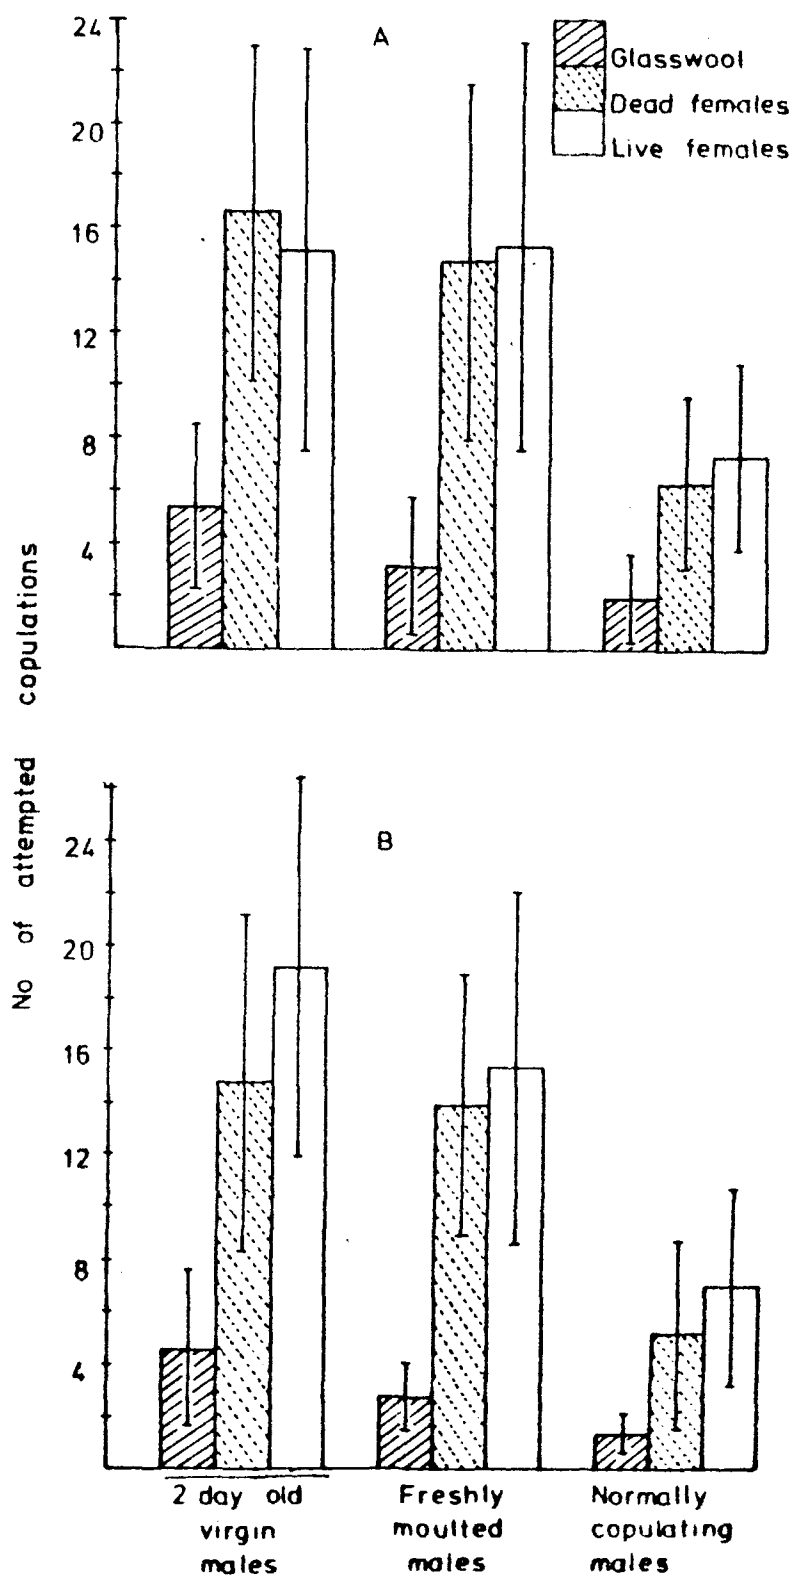 24
20
16
12
8
4
A
Glasswool
Dead females
Live females
No of attempted copulations
24
20
16
12
8
4
B
2 day old
virgin
males
Freshly
moulted
males
Normally
copulating
males